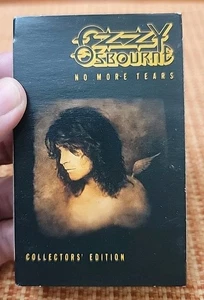 OZZY
OSBOURNE
NO MORE TEARS
COLLECTORS' EDITION